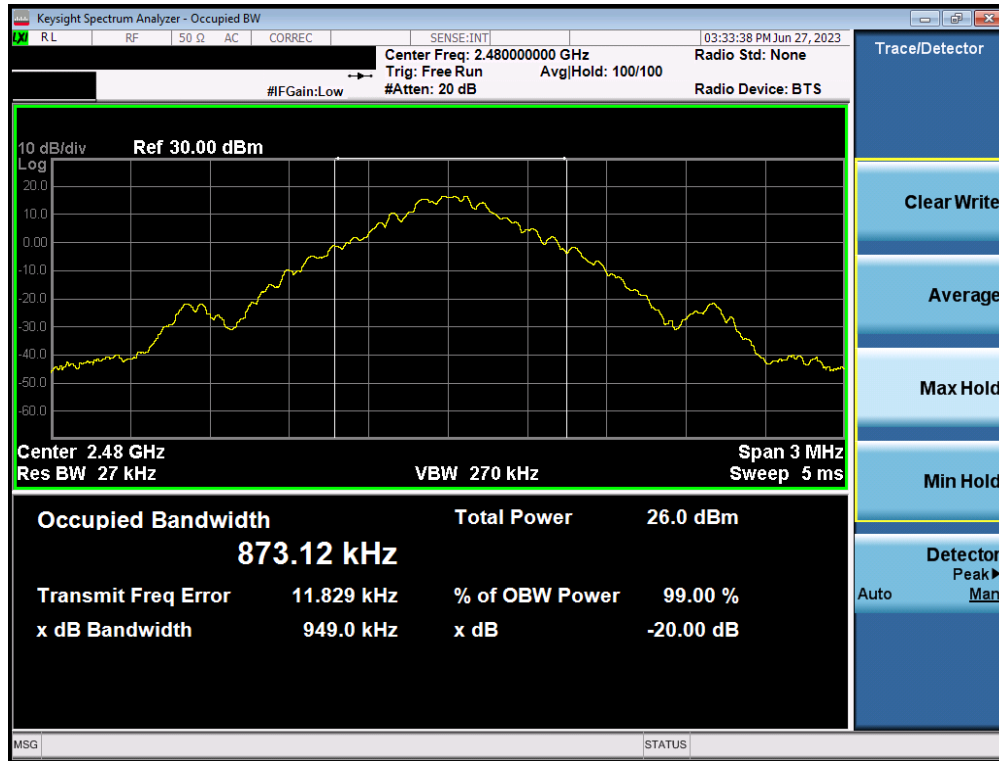 Keysight Spectrum Analyzer - Occupied BW
LXI RL RF 50 Ω AC CORREC SENSE:INT 03:33:38 PM Jun 27, 2023
Center Freq: 2.480000000 GHz Radio Std: None
Trig: Free Run Avg|Hold: 100/100
#IFGain:Low #Atten: 20 dB Radio Device: BTS
10 dB/div Ref 30.00 dBm
Log
20.0
10.0
0.00
-10.0
-20.0
-30.0
-40.0
-50.0
-60.0
Center 2.48 GHz Span 3 MHz
Res BW 27 kHz VBW 270 kHz Sweep 5 ms
Occupied Bandwidth Total Power 26.0 dBm
873.12 kHz
Transmit Freq Error 11.829 kHz % of OBW Power 99.00 %
x dB Bandwidth 949.0 kHz x dB -20.00 dB
MSG STATUS
Trace/Detector
Clear Write
Average
Max Hold
Min Hold
Detector
Peak▶
Auto Man